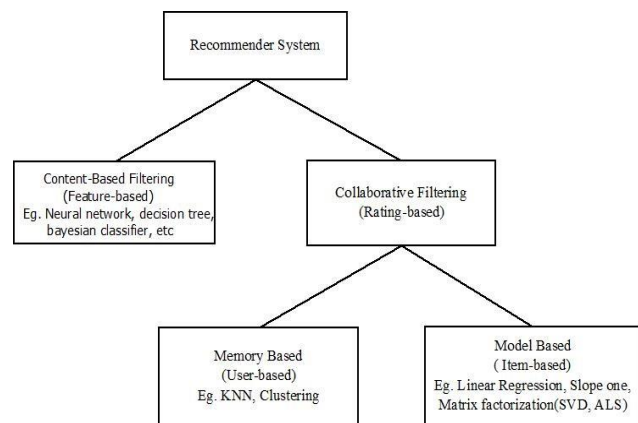 Recommender System
Content-Based Filtering
(Feature-based)
Eg. Neural network, decision tree,
bayesian classifier, etc
Collaborative Filtering
(Rating-based)
Memory Based
(User-based)
Eg. KNN, Clustering
Model Based
( Item-based)
Eg. Linear Regression, Slope one,
Matrix factorization(SVD, ALS)